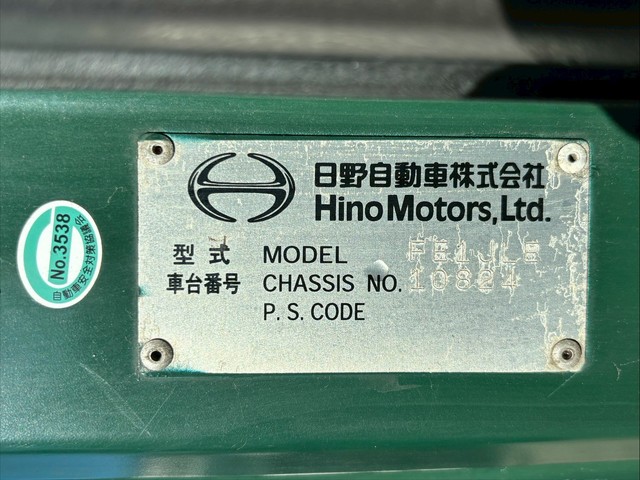 日野自動車株式会社
Hino Motors, Ltd.
型式 MODEL
車台番号 CHASSIS NO. 10824
P. S. CODE
No.3538